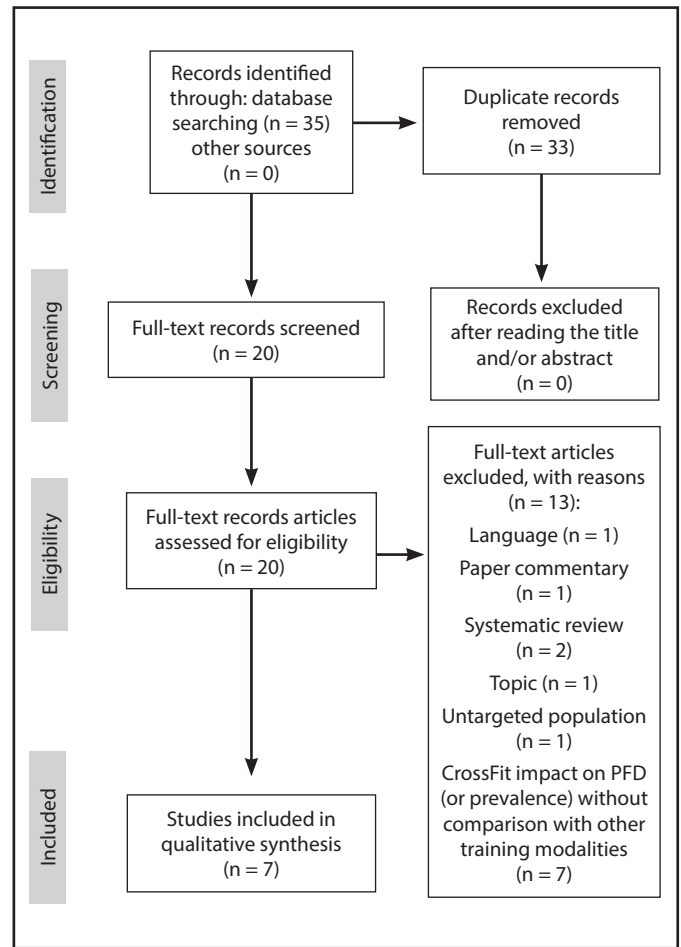 Identification
Records identified
through: database
searching (n = 35)
other sources
(n = 0)
Duplicate records
removed
(n = 33)
Screening
Full-text records screened
(n = 20)
Records excluded
after reading the title
and/or abstract
(n = 0)
Eligibility
Full-text records articles
assessed for eligibility
(n = 20)
Full-text articles
excluded, with reasons
(n = 13):
Language (n = 1)
Paper commentary
(n = 1)
Systematic review
(n = 2)
Topic (n = 1)
Untargeted population
(n = 1)
CrossFit impact on PFD
(or prevalence) without
comparison with other
training modalities
(n = 7)
Included
Studies included in
qualitative synthesis
(n = 7)